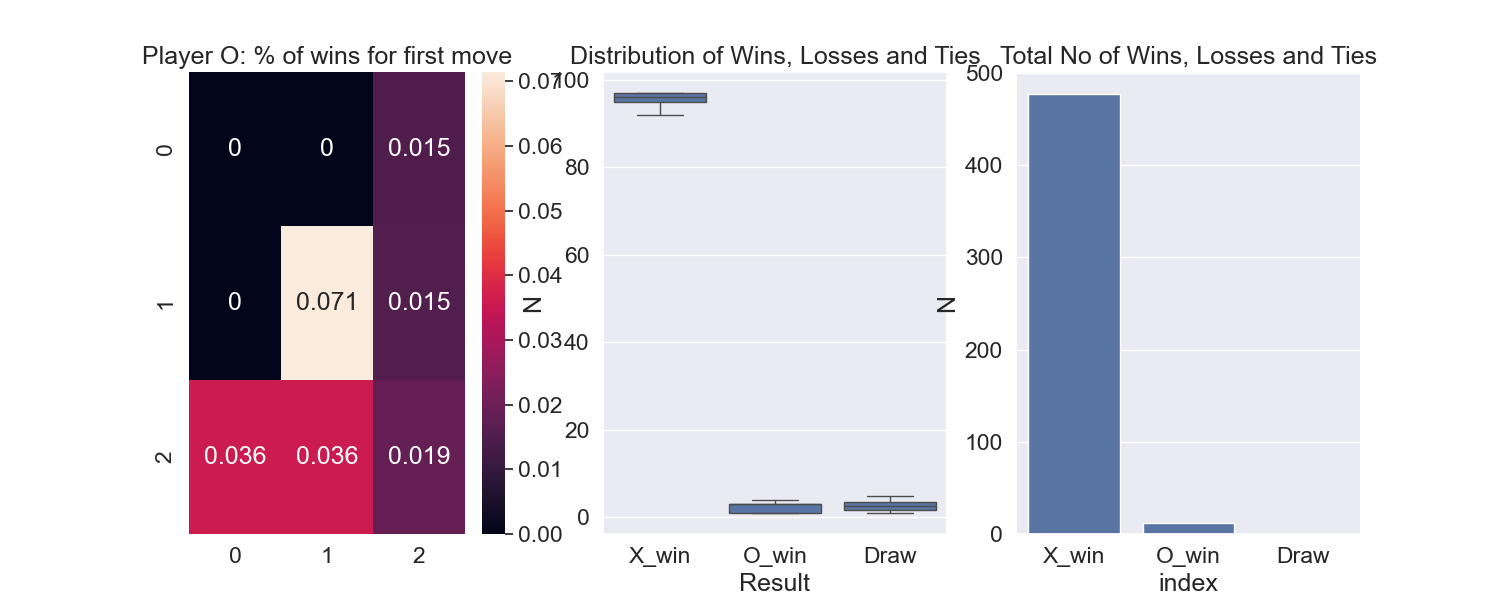 Player O: % of wins for first move
0
1
2
0 0 0.015
0 0.071 0.015
0.036 0.036 0.019
0 1 2
0.07
0.06
0.05
0.04
0.03
0.02
0.01
0.00
Distribution of Wins, Losses and Ties
N
100
80
60
40
20
0
X_win O_win Draw
Result
Total No of Wins, Losses and Ties
N
500
400
300
200
100
0
X_win O_win Draw
index